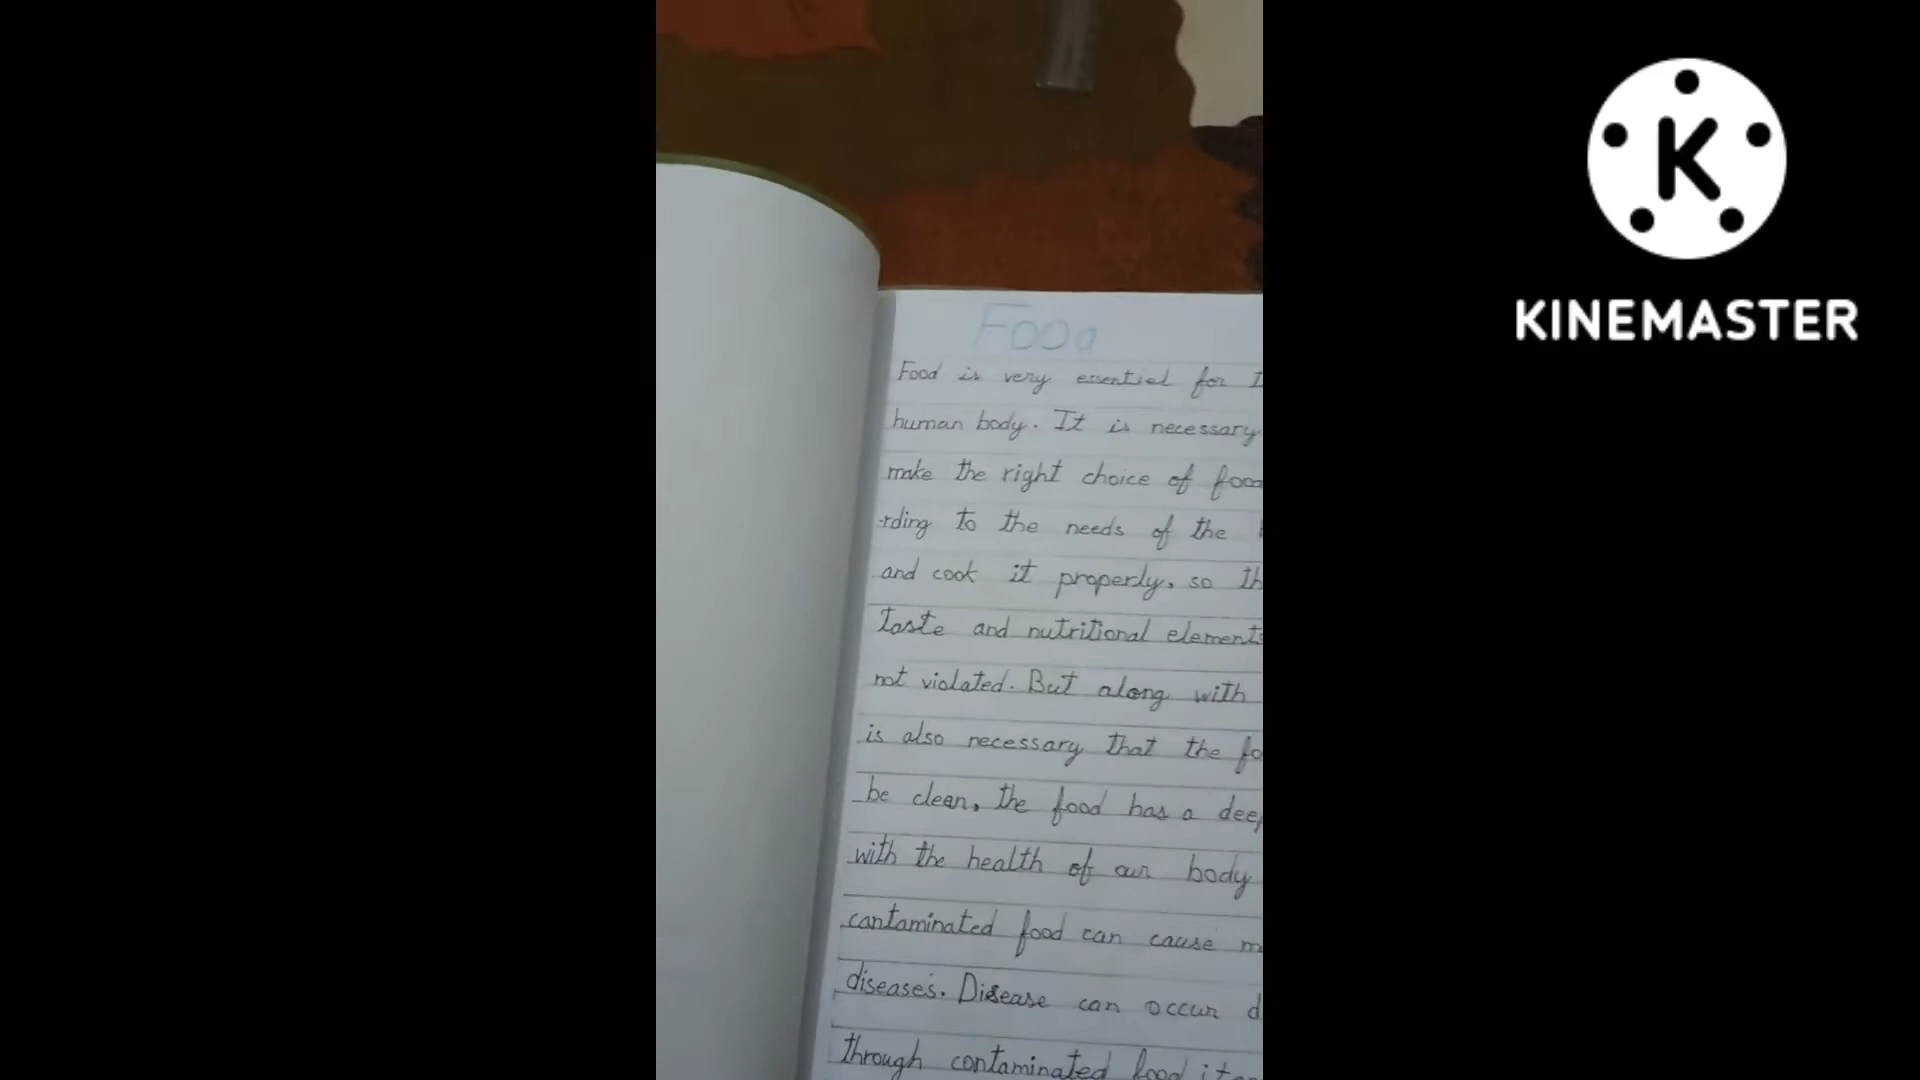 Food
Food is very essential for
human body. It is necessary
make the right choice of
rding to the needs of the
and cook it properly, so
taste and nutritional elements
not violated. But along with
is also necessary that the
be clean, the food has a
with the health of our body
contaminated food can cause
diseases. Disease can occur
through contaminated food
KINEMASTER